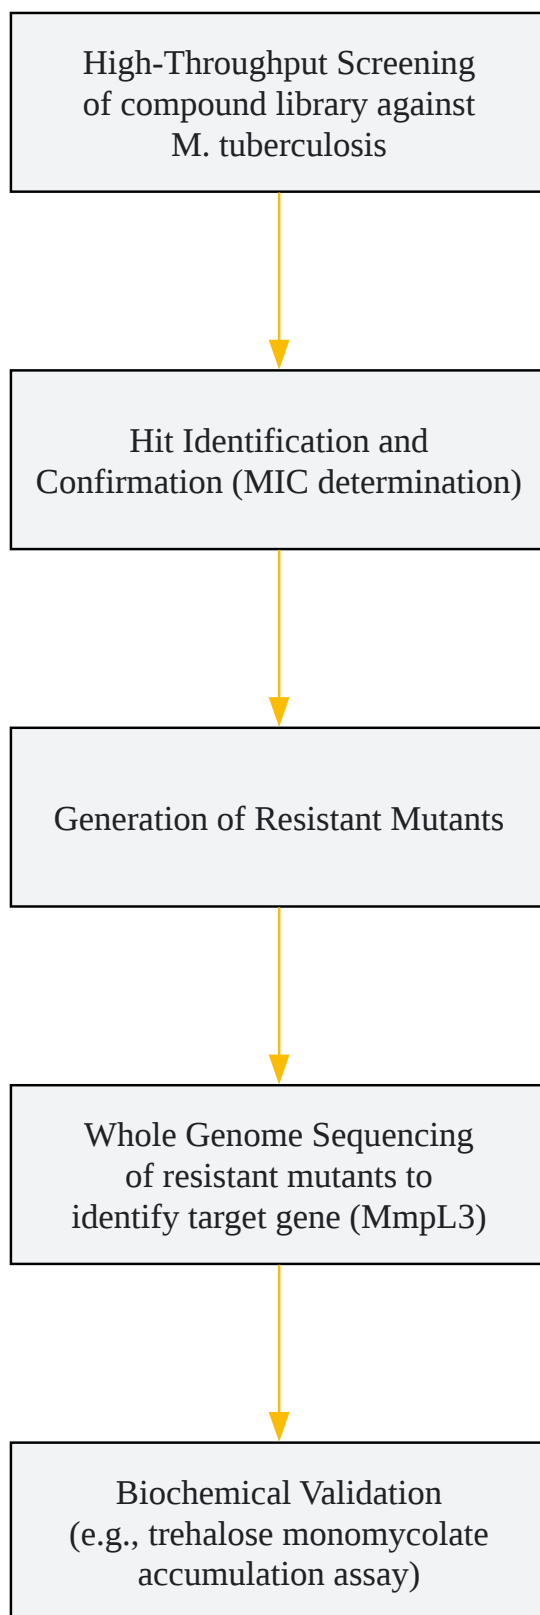 High-Throughput Screening
of compound library against
M. tuberculosis
Hit Identification and
Confirmation (MIC determination)
Generation of Resistant Mutants
Whole Genome Sequencing
of resistant mutants to
identify target gene (MmpL3)
Biochemical Validation
(e.g., trehalose monomycolate
accumulation assay)